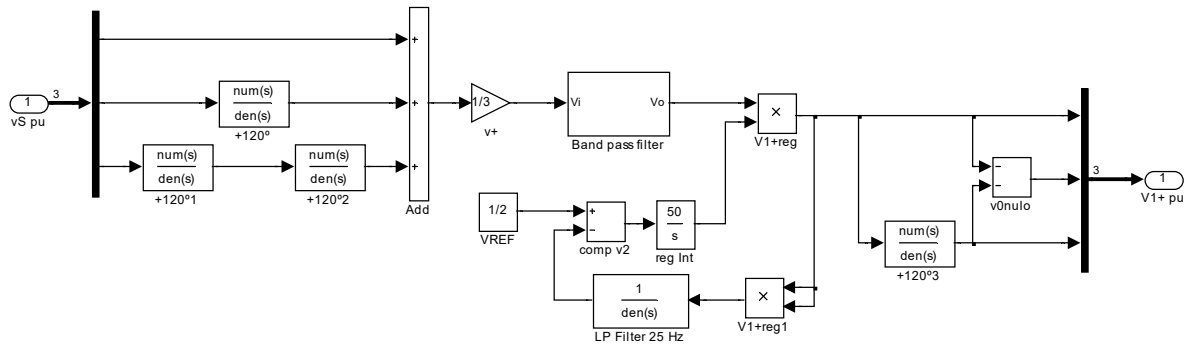 1
vS pu
3
num(s)
den(s)
+120º
num(s)
den(s)
+120º1
num(s)
den(s)
+120º2
+
+
+
Add
1/3
v+
Vi
Vo
Band pass filter
×
V1+reg
1/2
VREF
+
−
comp v2
50
s
reg Int
1
den(s)
LP Filter 25 Hz
×
V1+reg1
−
−
v0nulo
num(s)
den(s)
+120º3
3
1
V1+ pu